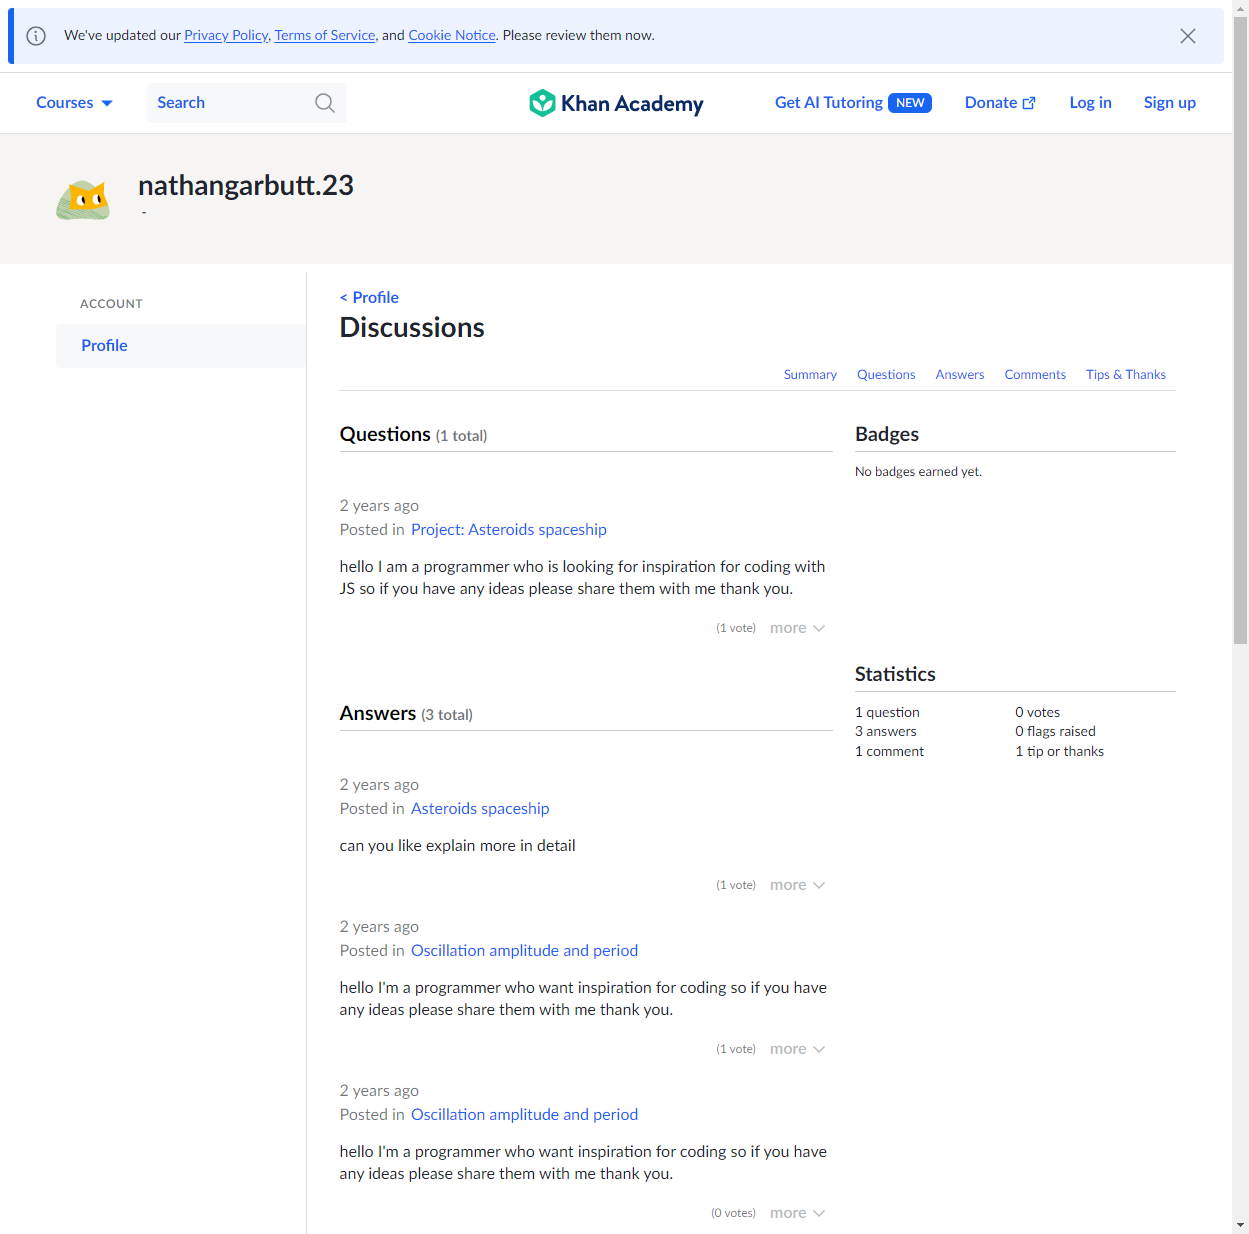 We've updated our Privacy Policy, Terms of Service, and Cookie Notice. Please review them now.
Courses
Search
Khan Academy
Get AI Tutoring NEW
Donate
Log in
Sign up
nathangarbutt.23
-
ACCOUNT
Profile
< Profile
Discussions
Summary
Questions
Answers
Comments
Tips & Thanks
Questions (1 total)
2 years ago
Posted in Project: Asteroids spaceship
hello I am a programmer who is looking for inspiration for coding with
JS so if you have any ideas please share them with me thank you.
(1 vote) more
Answers (3 total)
2 years ago
Posted in Asteroids spaceship
can you like explain more in detail
(1 vote) more
2 years ago
Posted in Oscillation amplitude and period
hello I'm a programmer who want inspiration for coding so if you have
any ideas please share them with me thank you.
(1 vote) more
2 years ago
Posted in Oscillation amplitude and period
hello I'm a programmer who want inspiration for coding so if you have
any ideas please share them with me thank you.
(0 votes) more
Badges
No badges earned yet.
Statistics
1 question
3 answers
1 comment
0 votes
0 flags raised
1 tip or thanks